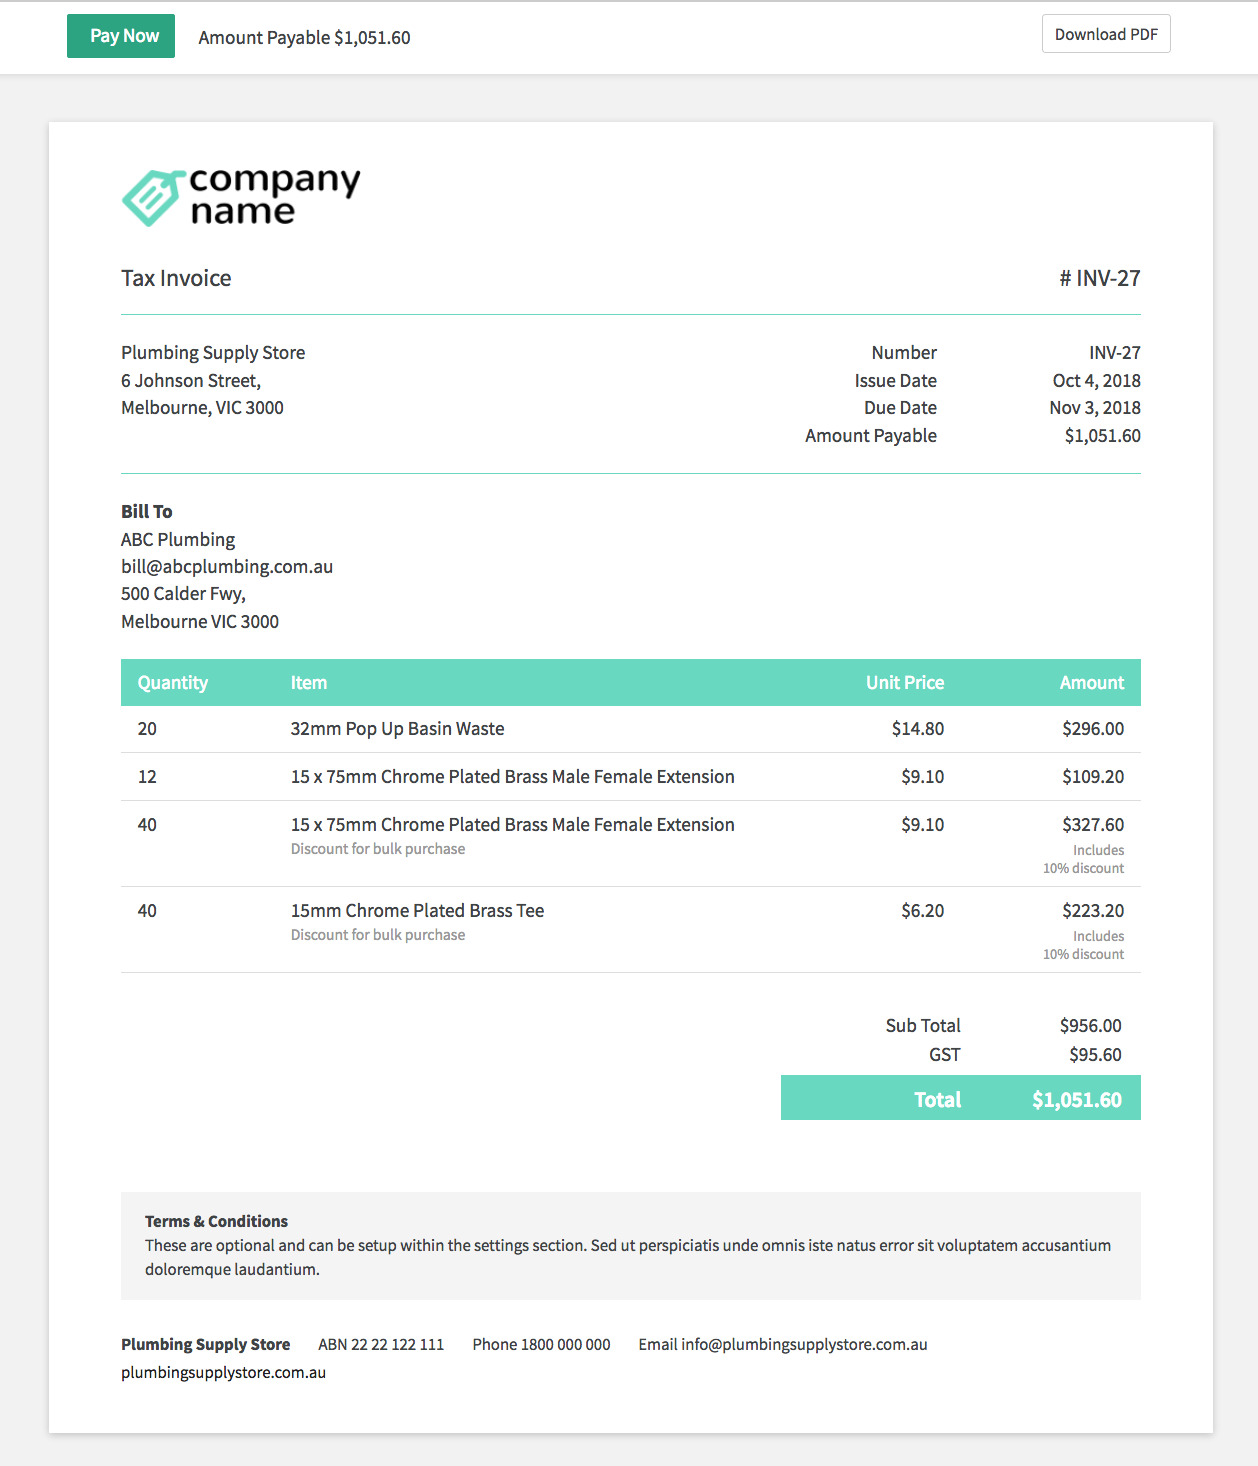 Pay Now Amount Payable $1,051.60 Download PDF
company
name
Tax Invoice # INV-27
Plumbing Supply Store Number INV-27
6 Johnson Street, Issue Date Oct 4, 2018
Melbourne, VIC 3000 Due Date Nov 3, 2018
Amount Payable $1,051.60
Bill To
ABC Plumbing
bill@abcplumbing.com.au
500 Calder Fwy,
Melbourne VIC 3000
Quantity Item Unit Price Amount
20 32mm Pop Up Basin Waste $14.80 $296.00
12 15 x 75mm Chrome Plated Brass Male Female Extension $9.10 $109.20
40 15 x 75mm Chrome Plated Brass Male Female Extension $9.10 $327.60
Discount for bulk purchase Includes
10% discount
40 15mm Chrome Plated Brass Tee $6.20 $223.20
Discount for bulk purchase Includes
10% discount
Sub Total $956.00
GST $95.60
Total $1,051.60
Terms & Conditions
These are optional and can be setup within the settings section. Sed ut perspiciatis unde omnis iste natus error sit voluptatem accusantium
doloremque laudantium.
Plumbing Supply Store ABN 22 22 122 111 Phone 1800 000 000 Email info@plumbingsupplystore.com.au
plumbingsupplystore.com.au